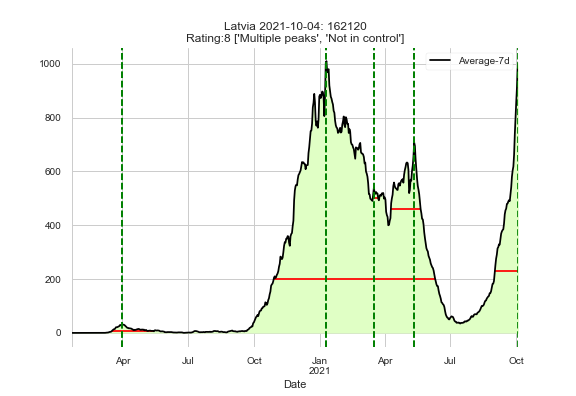 Latvia 2021-10-04: 162120
Rating:8 ['Multiple peaks', 'Not in control']
Average-7d
1000
800
600
400
200
0
Apr Jul Oct Jan Apr Jul Oct
2021
Date